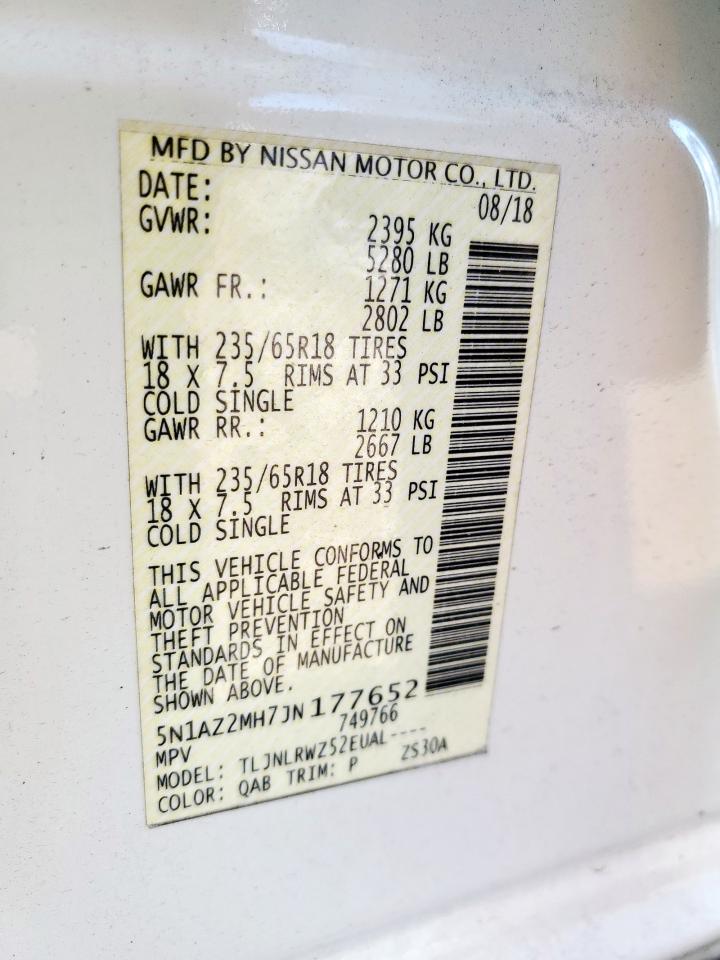 MFD BY NISSAN MOTOR CO., LTD.
DATE: 08/18
GVWR: 2395 KG
5280 LB
GAWR FR.: 1271 KG
2802 LB
WITH 235/65R18 TIRES
18 X 7.5 RIMS AT 33 PSI
COLD SINGLE
GAWR RR.: 1210 KG
2667 LB
WITH 235/65R18 TIRES
18 X 7.5 RIMS AT 33 PSI
COLD SINGLE
THIS VEHICLE CONFORMS TO
ALL APPLICABLE FEDERAL
MOTOR VEHICLE SAFETY AND
THEFT PREVENTION
STANDARDS IN EFFECT ON
THE DATE OF MANUFACTURE
SHOWN ABOVE.
5N1AZ2MH7JN177652
MPV 749766
MODEL: TLJNLRWZ52EUAL----
COLOR: QAB TRIM: P ZS30A